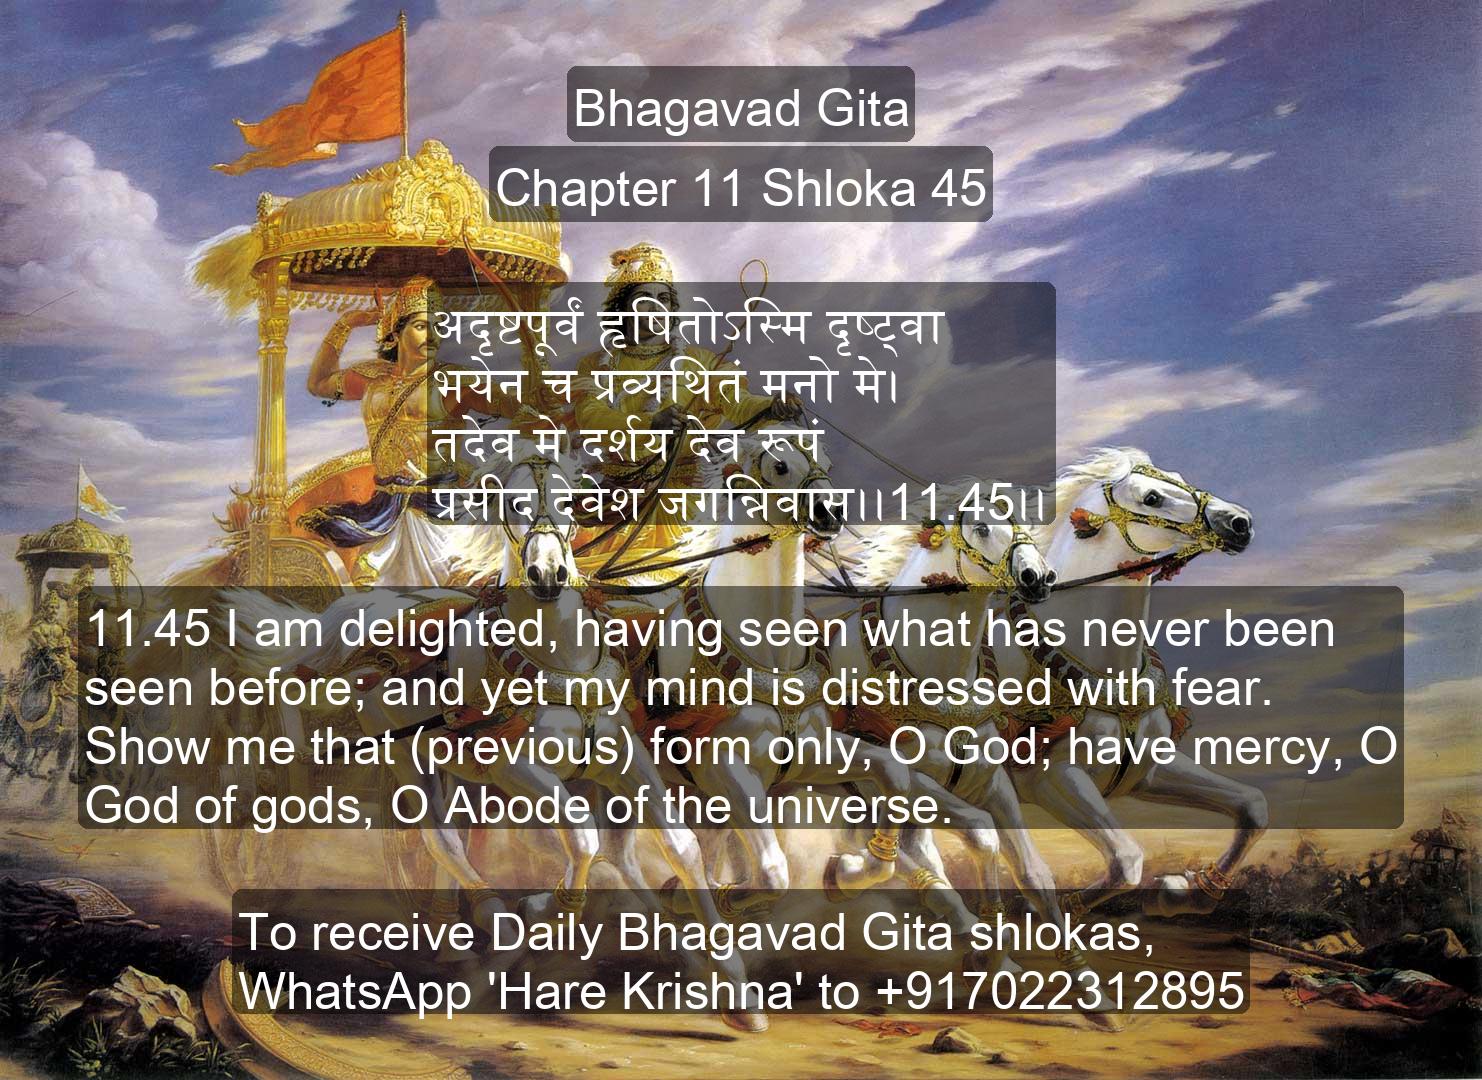 Bhagavad Gita
Chapter 11 Shloka 45
अदृष्टपूर्वं हृषितोऽस्मि दृष्ट्वा
भयेन च प्रव्यथितं मनो मे।
तदेव मे दर्शय देव रूपं
प्रसीद देवेश जगन्निवास।।11.45।।
11.45 I am delighted, having seen what has never been
seen before; and yet my mind is distressed with fear.
Show me that (previous) form only, O God; have mercy, O
God of gods, O Abode of the universe.
To receive Daily Bhagavad Gita shlokas,
WhatsApp 'Hare Krishna' to +917022312895